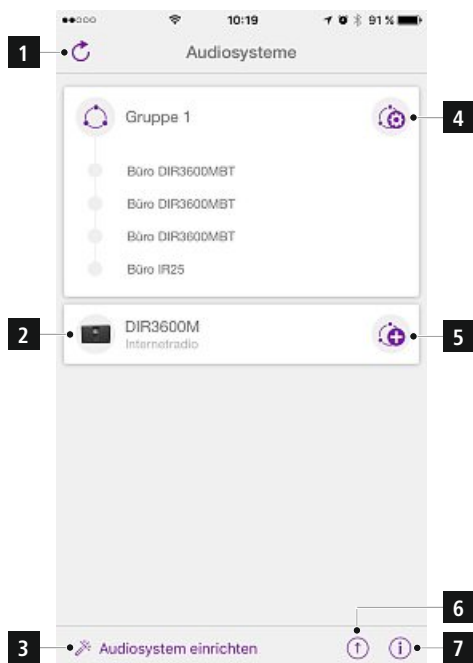 10:19 91 %
1 Audiosysteme
Gruppe 1 4
Büro DIR3600MBT
Büro DIR3600MBT
Büro DIR3600MBT
Büro IR25
2 DIR3600M 5
Internetradio
6
3 Audiosystem einrichten 7